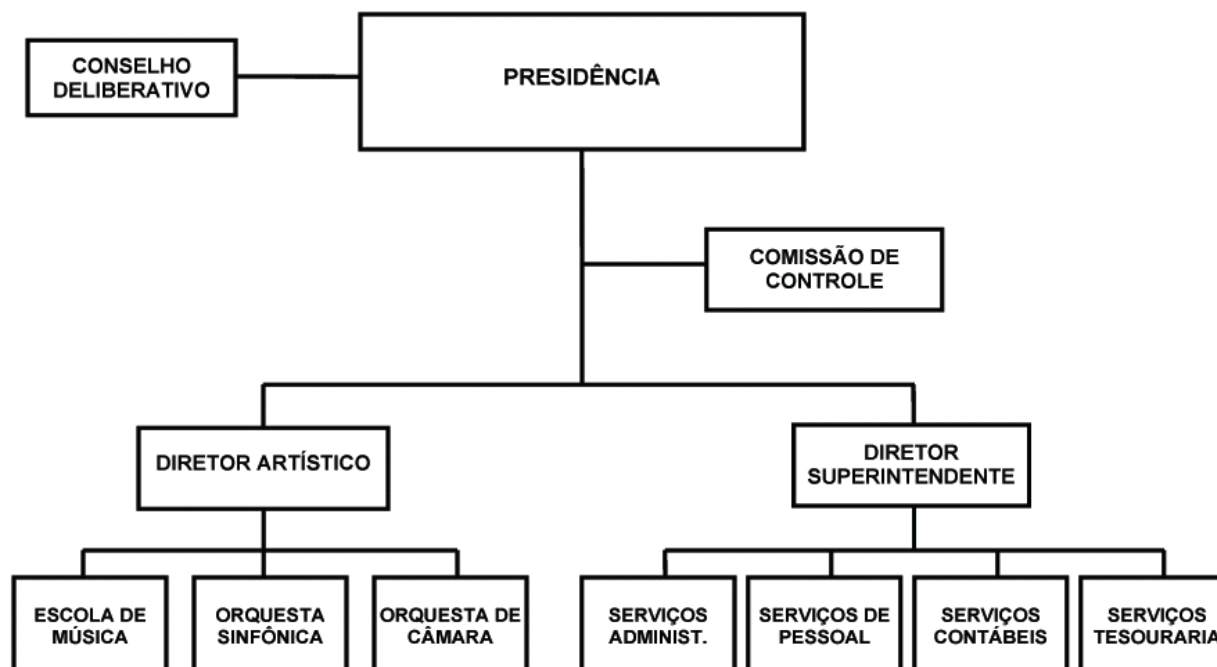 CONSELHO
DELIBERATIVO
PRESIDÊNCIA
COMISSÃO DE
CONTROLE
DIRETOR ARTÍSTICO
DIRETOR
SUPERINTENDENTE
ESCOLA DE
MÚSICA
ORQUESTA
SINFÔNICA
ORQUESTA DE
CÂMARA
SERVIÇOS
ADMINIST.
SERVIÇOS DE
PESSOAL
SERVIÇOS
CONTÁBEIS
SERVIÇOS
TESOURARIA